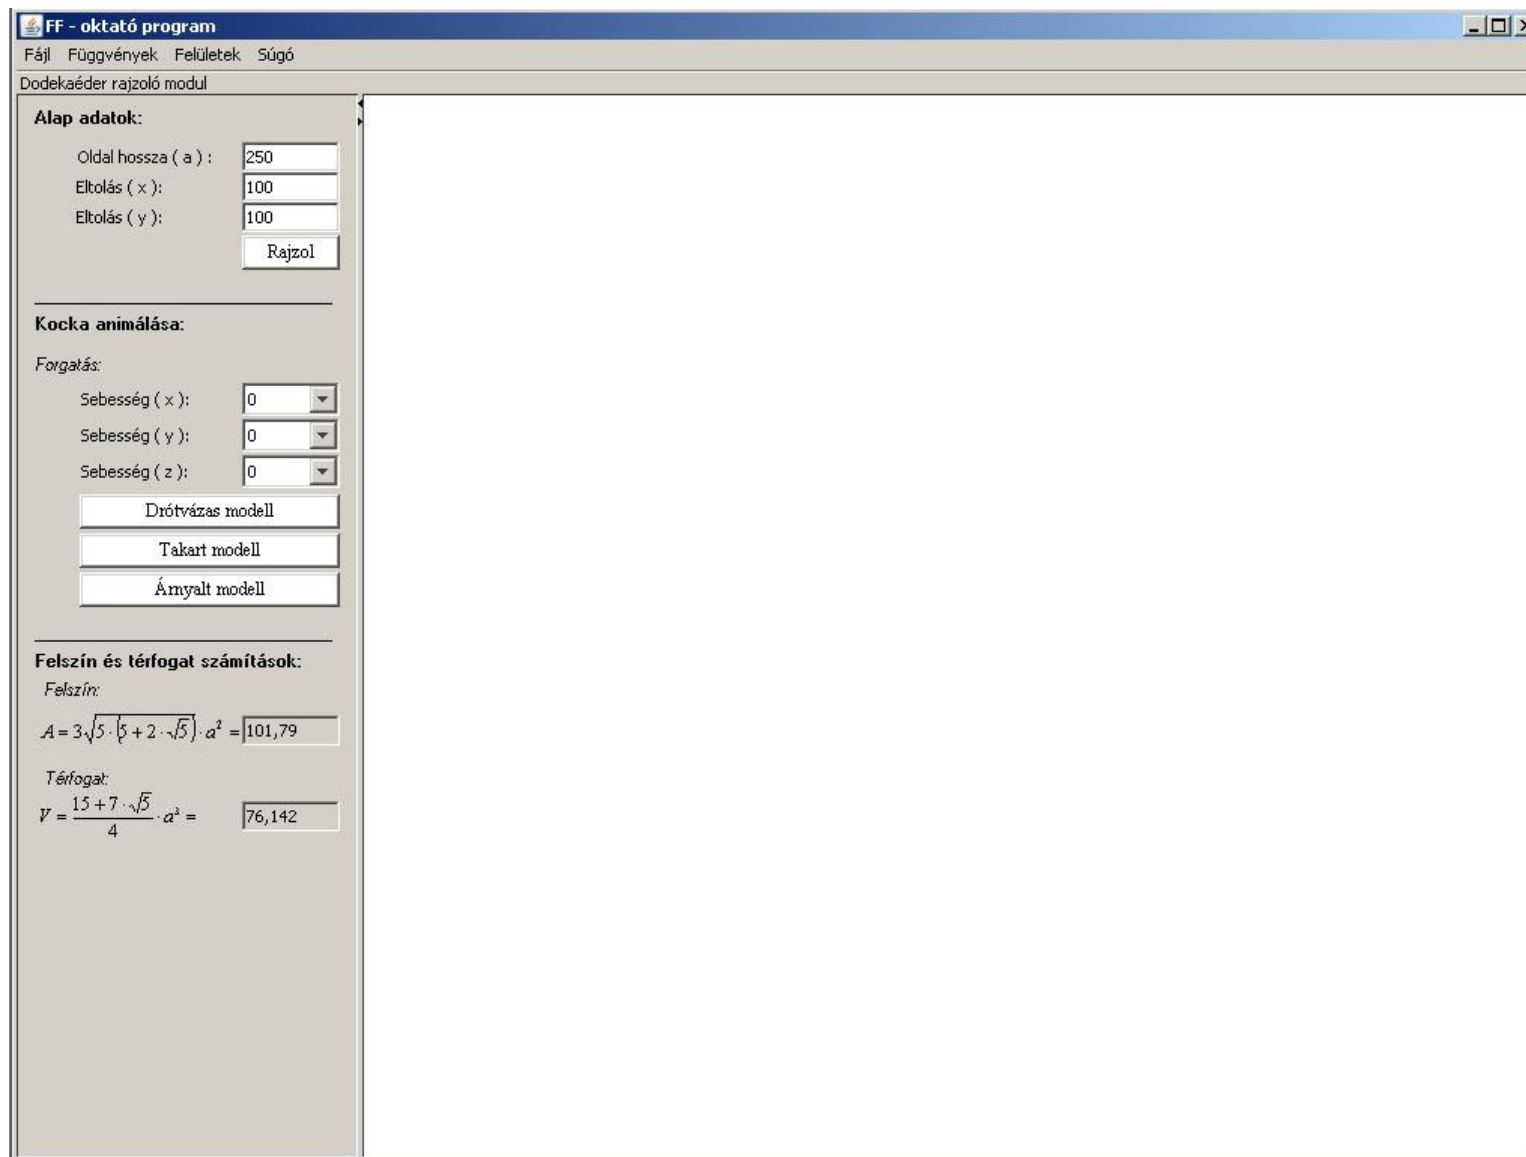 FF - oktató program
Fájl Függvények Felületek Súgó
Dodekaéder rajzoló modul
Alap adatok:
Oldal hossza ( a ) : 250
Eltolás ( x ): 100
Eltolás ( y ): 100
Rajzol
Kocka animálása:
Forgatás:
Sebesség ( x ): 0
Sebesség ( y ): 0
Sebesség ( z ): 0
Drótvázas modell
Takart modell
Árnyalt modell
Felszín és térfogat számítások:
Felszín:
A = 3√(5 · (5 + 2 · √5)) · a² = 101,79
Térfogat:
V = (15 + 7 · √5) / 4 · a³ = 76,142